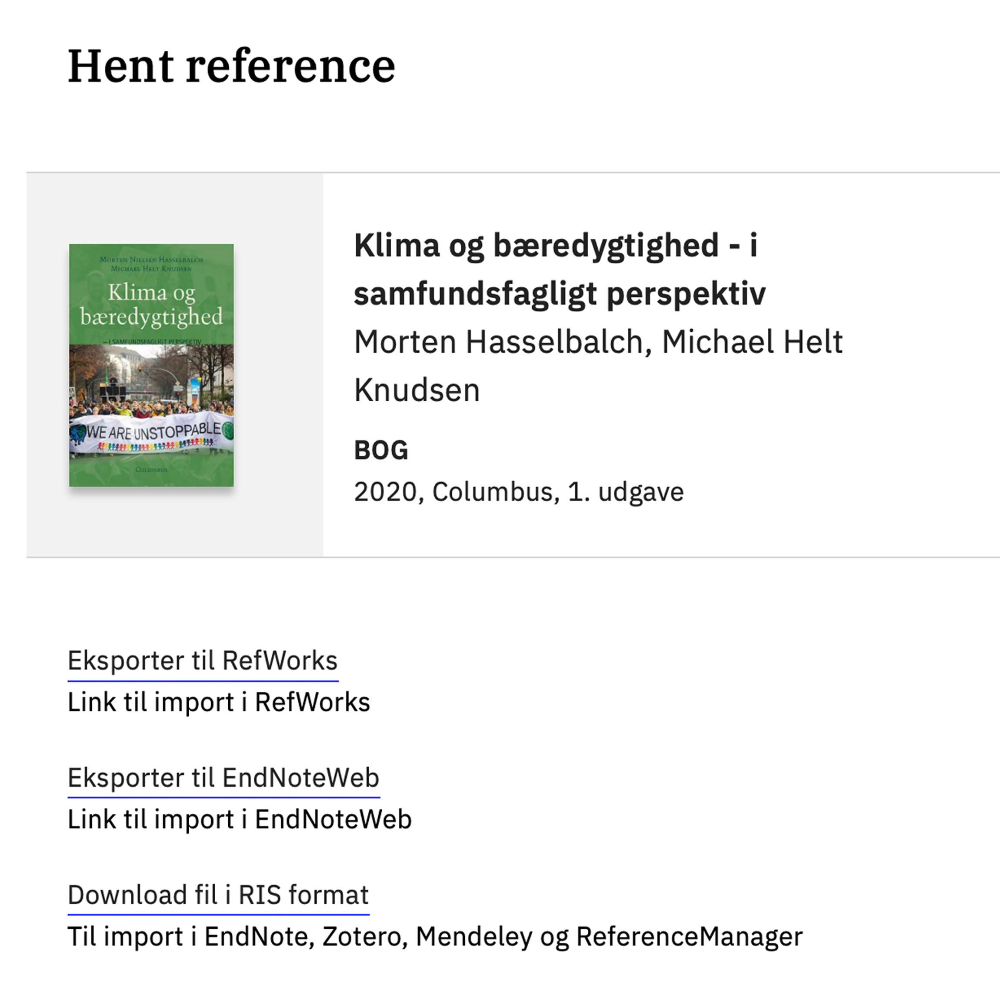 Hent reference
MORTEN NIELSEN HASSELBALCH
MICHAEL HELT KNUDSEN
Klima og
bæredygtighed
– I SAMFUNDSFAGLIGT PERSPEKTIV
WE ARE UNSTOPPABLE
COLUMBUS
Klima og bæredygtighed - i
samfundsfagligt perspektiv
Morten Hasselbalch, Michael Helt
Knudsen
BOG
2020, Columbus, 1. udgave
Eksporter til RefWorks
Link til import i RefWorks
Eksporter til EndNoteWeb
Link til import i EndNoteWeb
Download fil i RIS format
Til import i EndNote, Zotero, Mendeley og ReferenceManager